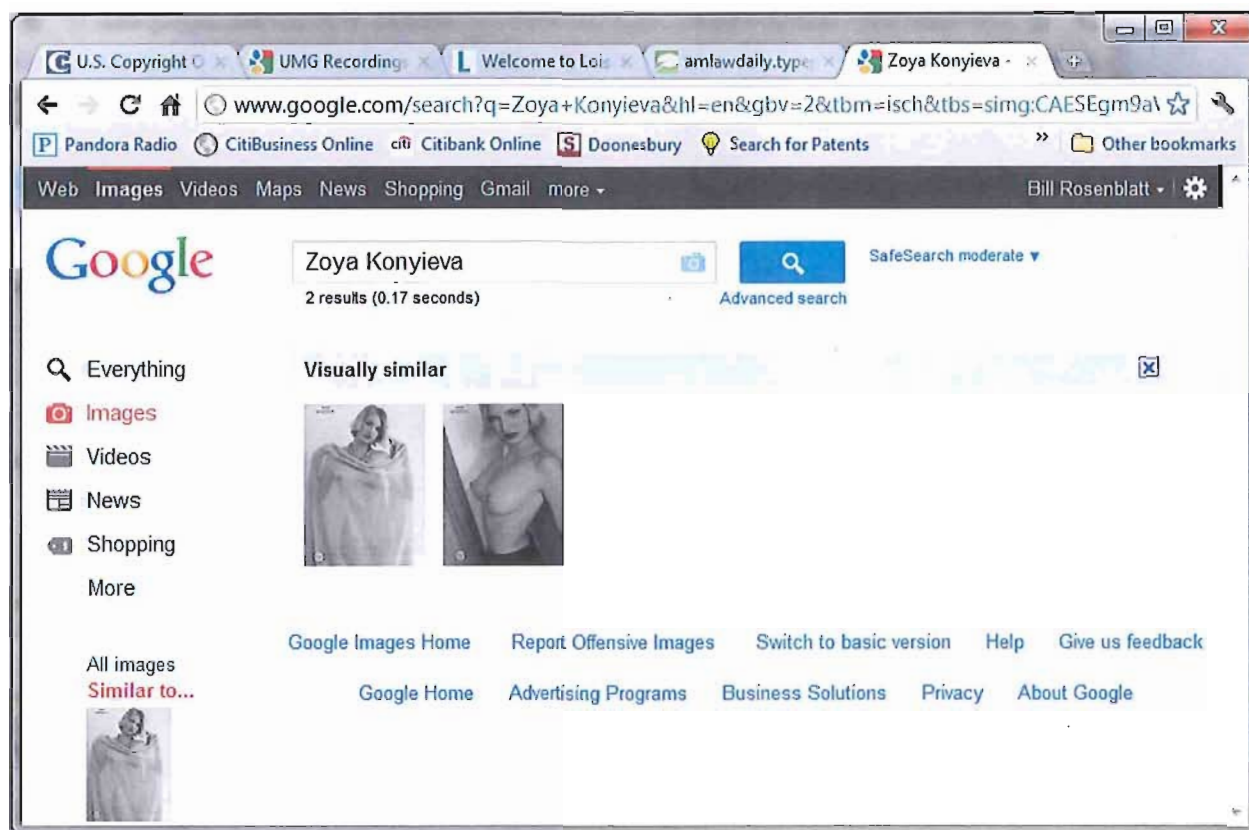 U.S. Copyright O
UMG Recording
L Welcome to Lois
amlawdaily.type
Zoya Konyieva -
www.google.com/search?q=Zoya+Konyieva&hl=en&gbv=2&tbm=isch&tbs=simg:CAESEgm9a
P Pandora Radio CitiBusiness Online citi Citibank Online S Doonesbury Search for Patents » Other bookmarks
Web Images Videos Maps News Shopping Gmail more Bill Rosenblatt
Google Zoya Konyieva SafeSearch moderate
2 results (0.17 seconds) Advanced search
Everything Visually similar
Images
Videos
News
Shopping
More
Google Images Home Report Offensive Images Switch to basic version Help Give us feedback
All images
Similar to...
Google Home Advertising Programs Business Solutions Privacy About Google